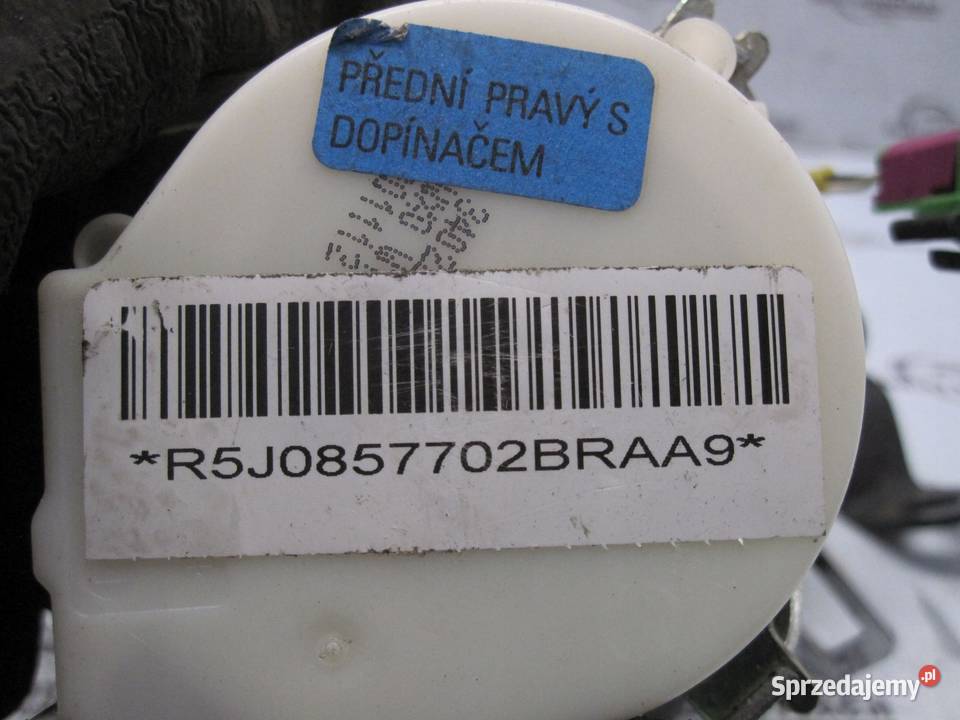 PŘEDNÍ PRAVÝ S
DOPÍNAČEM
*R5J0857702BRAA9*
Sprzedajemy.pl